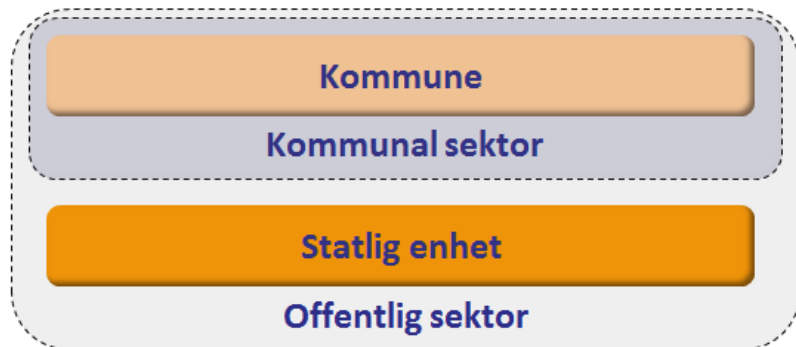 Kommune
Kommunal sektor
Statlig enhet
Offentlig sektor